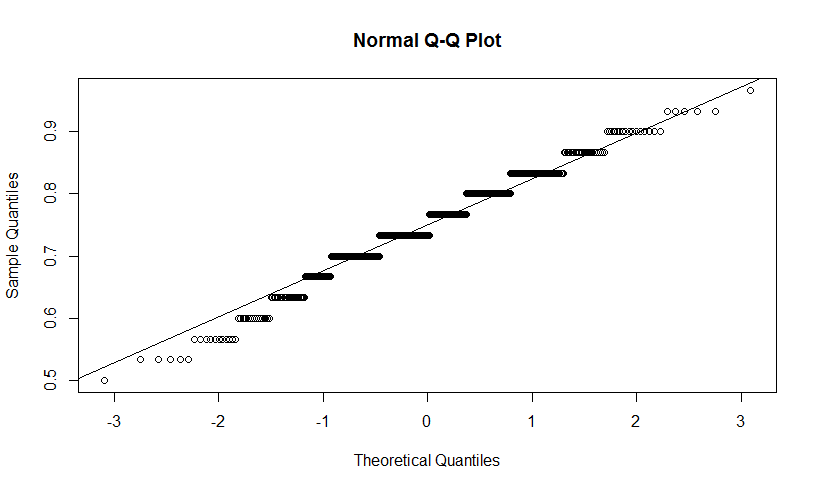 Normal Q-Q Plot
0.9
0.8
0.7
0.6
0.5
Sample Quantiles
-3 -2 -1 0 1 2 3
Theoretical Quantiles